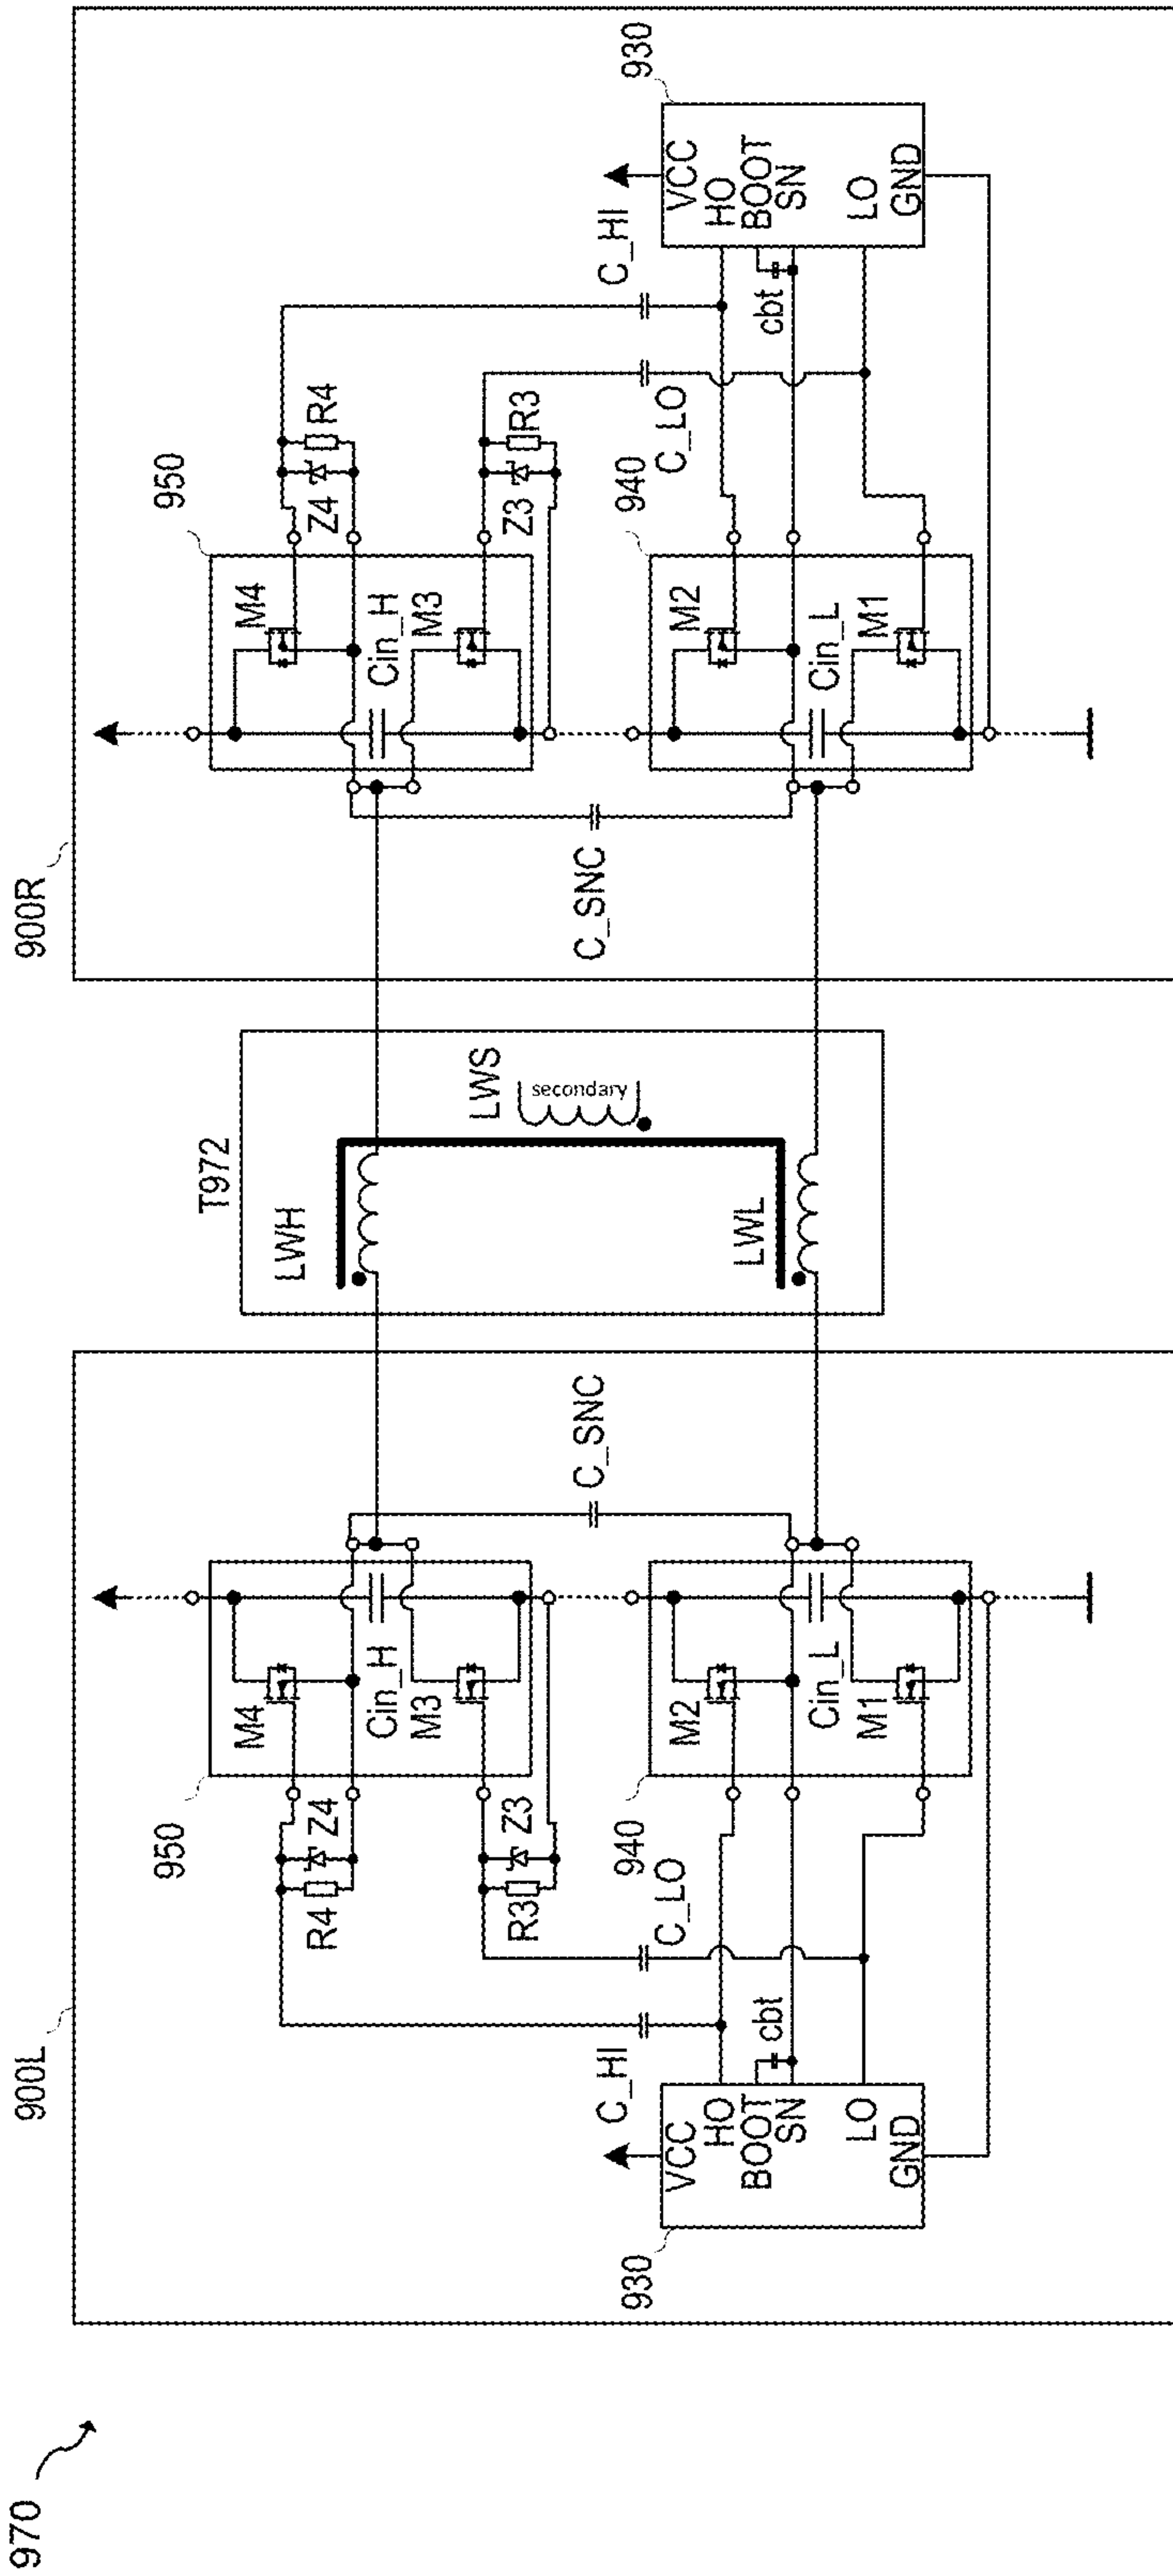 970
900L
930
VCC
HO
BOOT
SN
LO
GND
C_HI
cbt
C_LO
R4
Z4
R3
Z3
950
M4
Cin_H
M3
940
M2
Cin_L
M1
C_SNC
T972
LWH
LWL
LWS
secondary
900R
C_SNC
950
M4
Cin_H
M3
940
M2
Cin_L
M1
Z4
R4
Z3
R3
C_LO
C_HI
cbt
930
VCC
HO
BOOT
SN
LO
GND